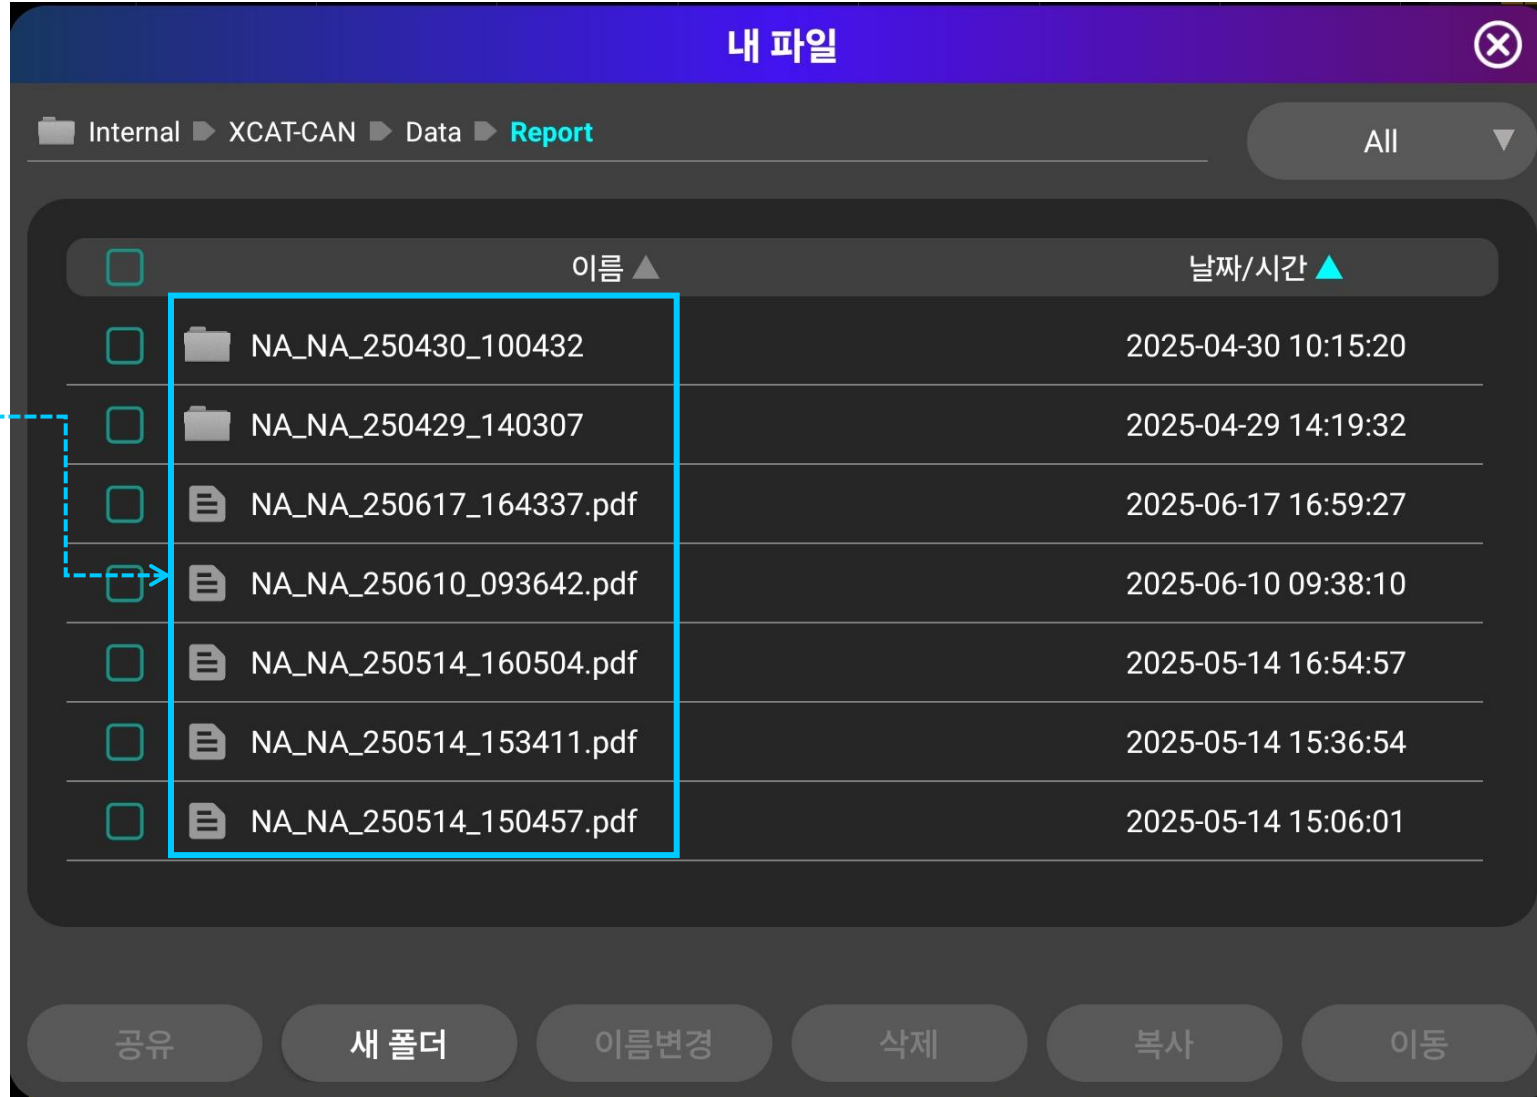 내 파일
Internal XCAT-CAN Data Report
All
이름 날짜/시간
NA_NA_250430_100432 2025-04-30 10:15:20
NA_NA_250429_140307 2025-04-29 14:19:32
NA_NA_250617_164337.pdf 2025-06-17 16:59:27
NA_NA_250610_093642.pdf 2025-06-10 09:38:10
NA_NA_250514_160504.pdf 2025-05-14 16:54:57
NA_NA_250514_153411.pdf 2025-05-14 15:36:54
NA_NA_250514_150457.pdf 2025-05-14 15:06:01
공유 새 폴더 이름변경 삭제 복사 이동